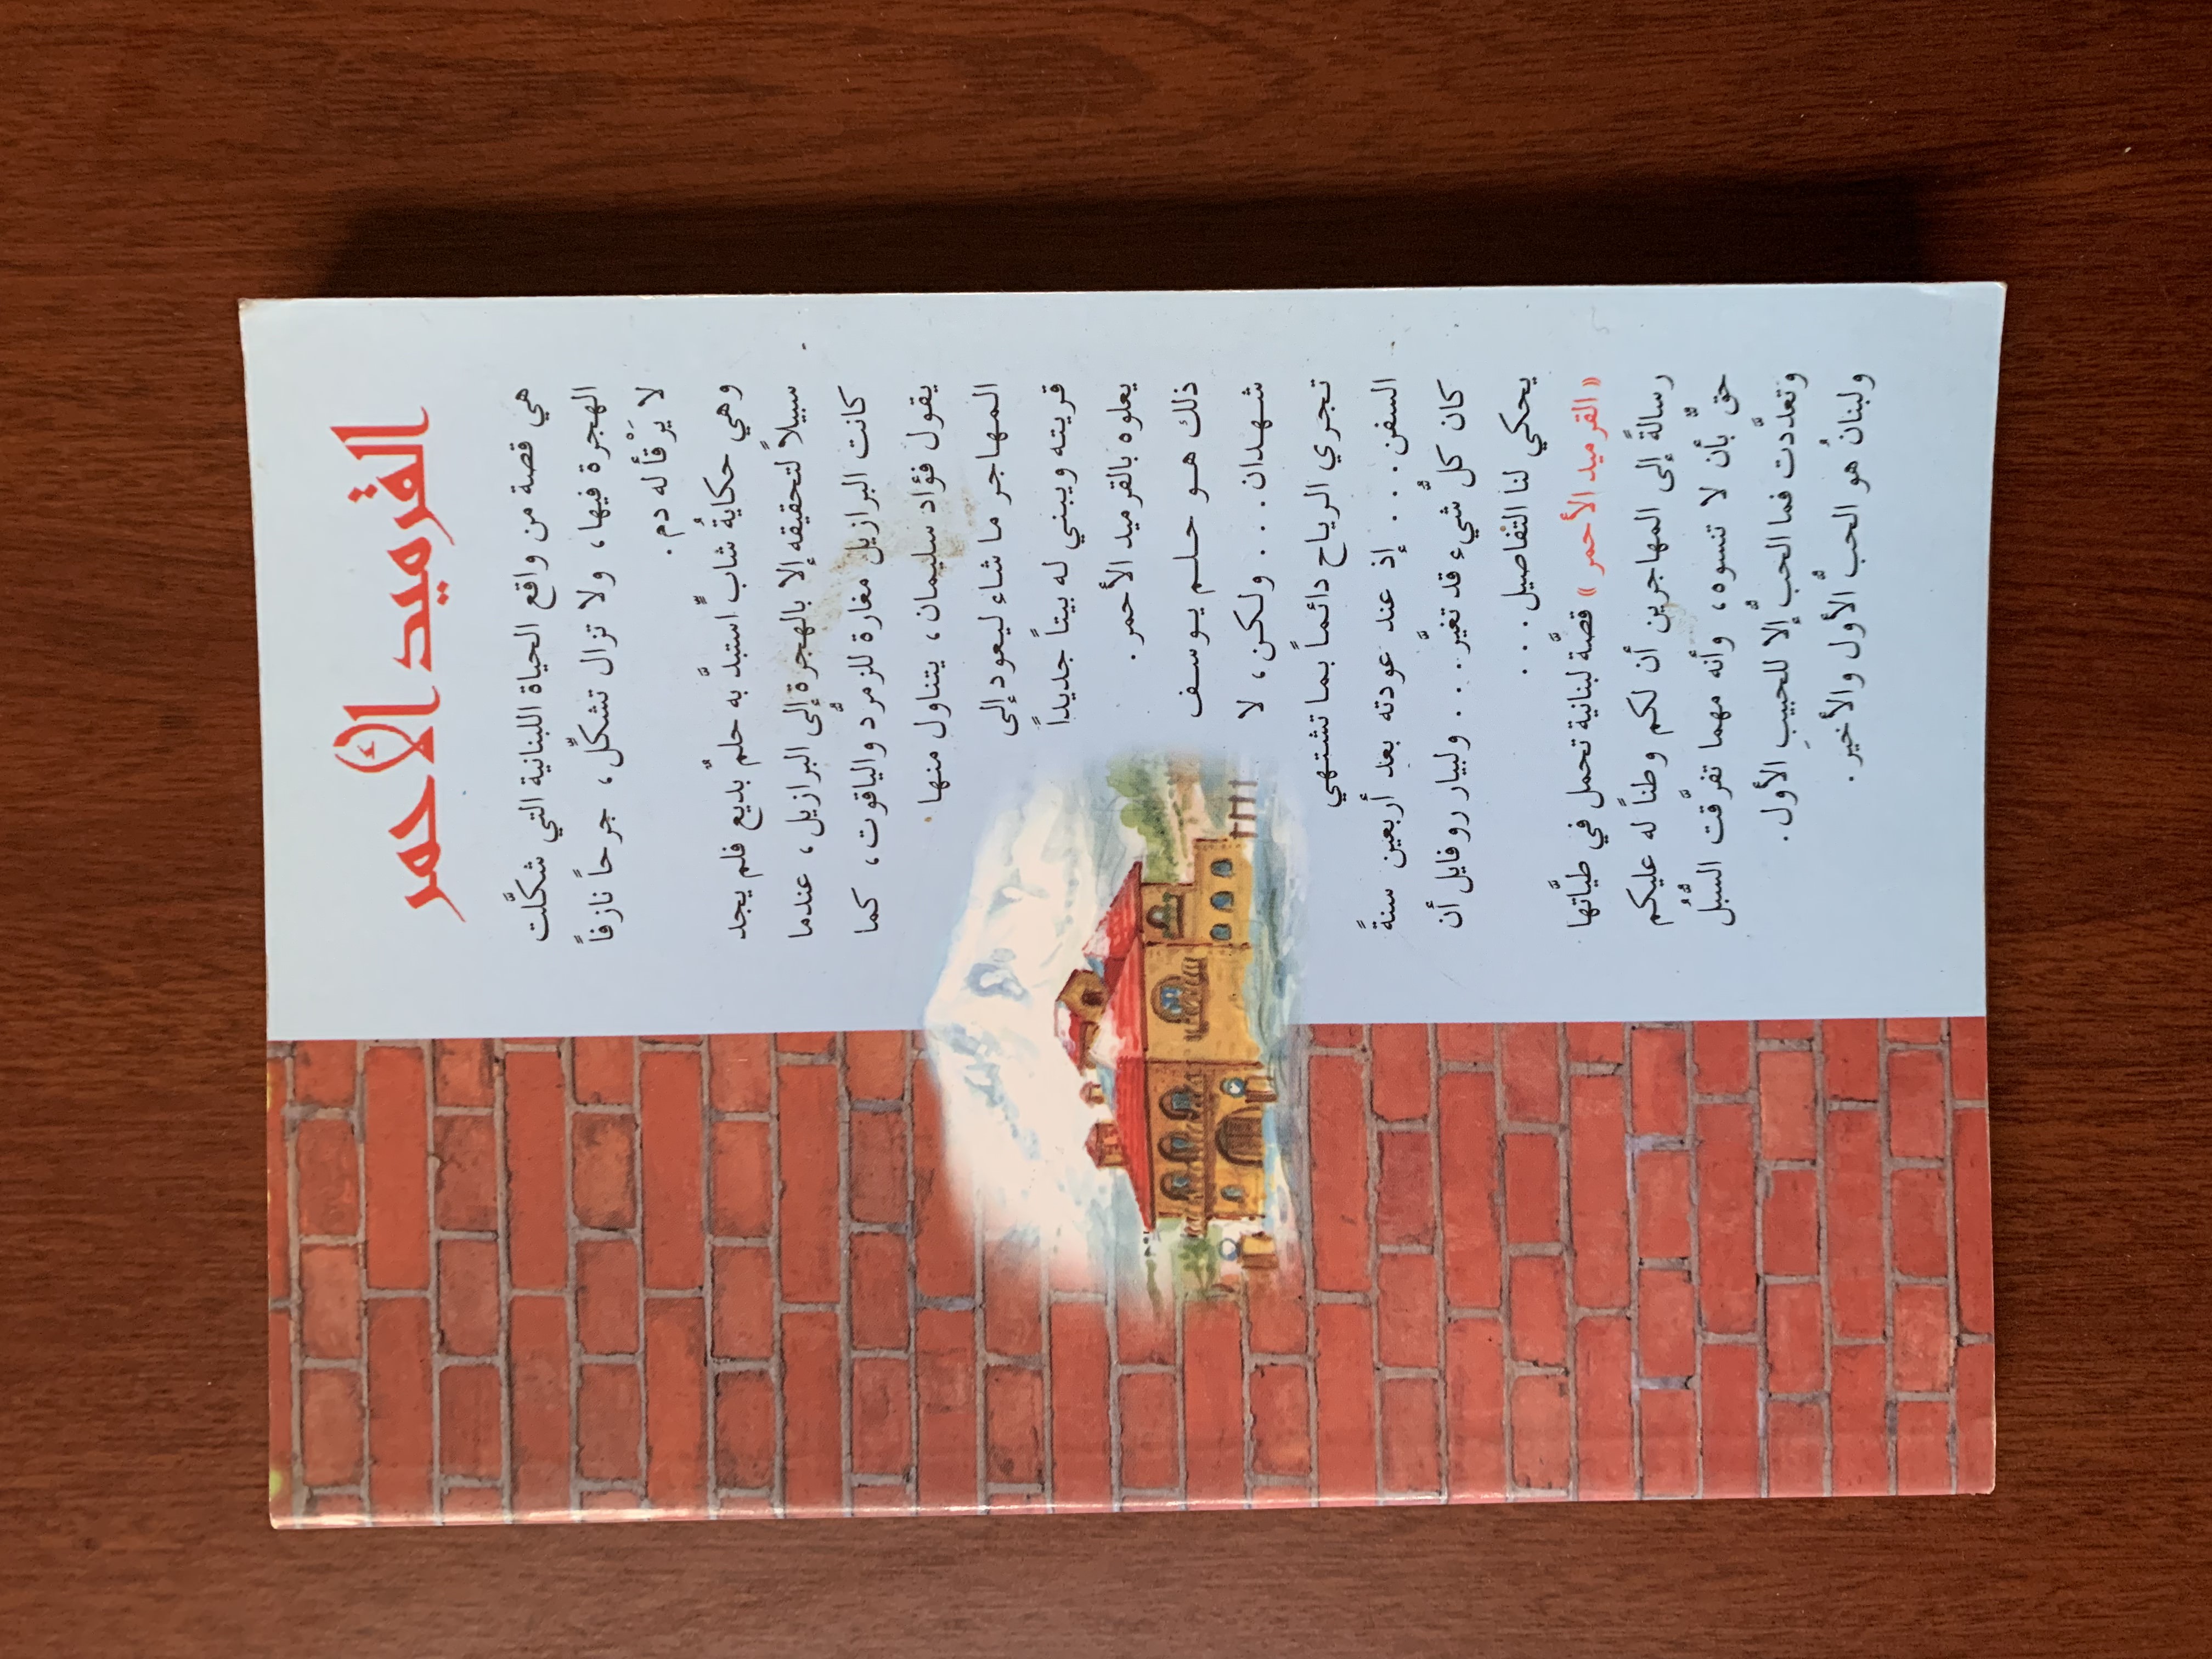 القرميد الأحمر
هي قصة من واقع الحياة اللبنانية التي شكَّلت
الهجرة فيها، ولا تزال تشكِّل، جرحاً نازفاً
لا يَرْقأ له دم.
وهي حكايةُ شابٍّ استبدَّ به حلمٌ بديع فلم يجد
سبيلاً لتحقيقه إلا بالهجرة إلى البرازيل، عندما
كانت البرازيل مغارة للزمرُّد والياقوت، كما
يقول فؤاد سليمان، يتناول منها
المهاجر ما شاء ليعود إلى
قريته ويبني له بيتاً جديداً
يعلوه بالقرميد الأحمر.
ذلك هو حلم يوسف
شهدان... ولكن، لا
تجري الرياح دائماً بما تشتهي
السفن... إذ عند عودته بعد أربعين سنةً
كان كلُّ شيء قد تغيَّر... ولبيار روفايل أن
يحكي لنا التفاصيل...
«القرميد الأحمر» قصَّة لبنانية تحمل في طيَّاتها
رسالةً إلى المهاجرين أن لكم وطناً له عليكم
حقٌّ بأن لا تنسوه، وأنه مهما تفرَّقت السُّبُل
وتعدَّدت فما الحبُّ إلا للحبيبِ الأول.
ولبنانُ هو الحبُّ الأول والأخير.